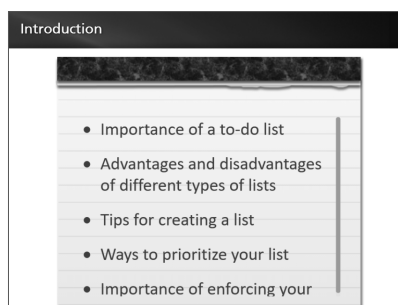 Introduction
• Importance of a to-do list
• Advantages and disadvantages
of different types of lists
• Tips for creating a list
• Ways to prioritize your list
• Importance of enforcing your